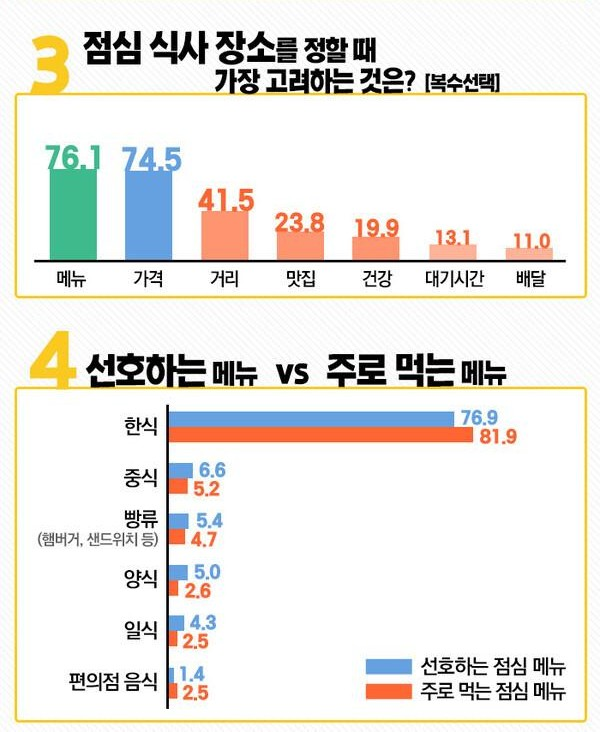 3 점심 식사 장소를 정할 때
가장 고려하는 것은? [복수선택]
76.1 74.5 41.5 23.8 19.9 13.1 11.0
메뉴 가격 거리 맛집 건강 대기시간 배달
4 선호하는 메뉴 vs 주로 먹는 메뉴
한식 76.9
81.9
중식 6.6
5.2
빵류 5.4
(햄버거, 샌드위치 등) 4.7
양식 5.0
2.6
일식 4.3
2.5
편의점 음식 1.4
2.5
선호하는 점심 메뉴
주로 먹는 점심 메뉴